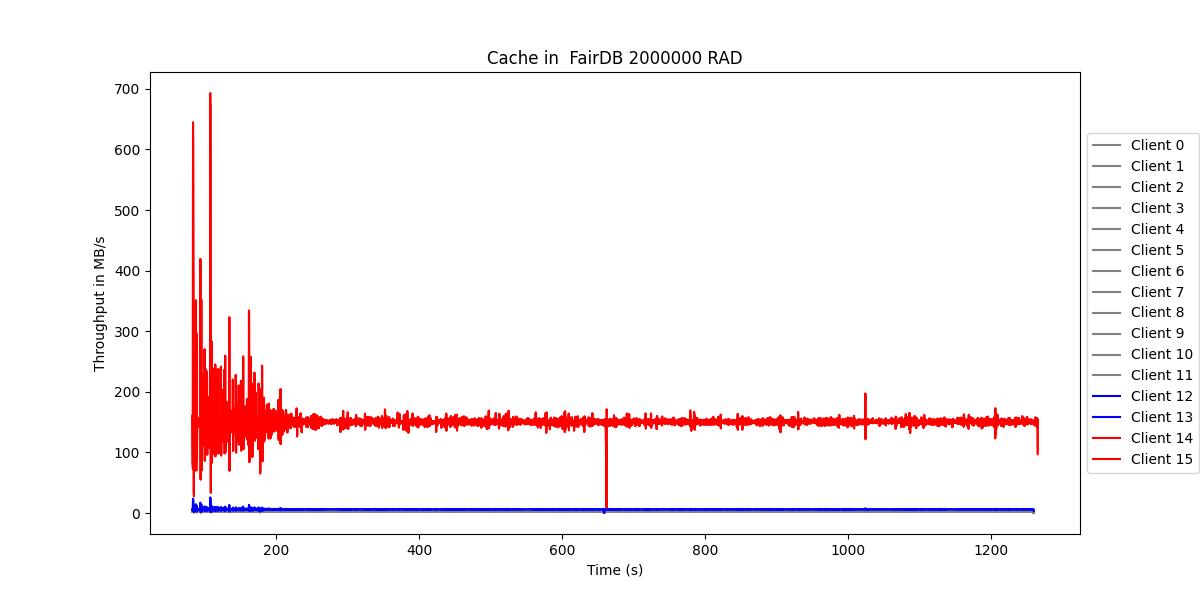 Cache in  FairDB 2000000 RAD
Throughput in MB/s
700
600
500
400
300
200
100
0
200
400
600
800
1000
1200
Time (s)
Client 0
Client 1
Client 2
Client 3
Client 4
Client 5
Client 6
Client 7
Client 8
Client 9
Client 10
Client 11
Client 12
Client 13
Client 14
Client 15